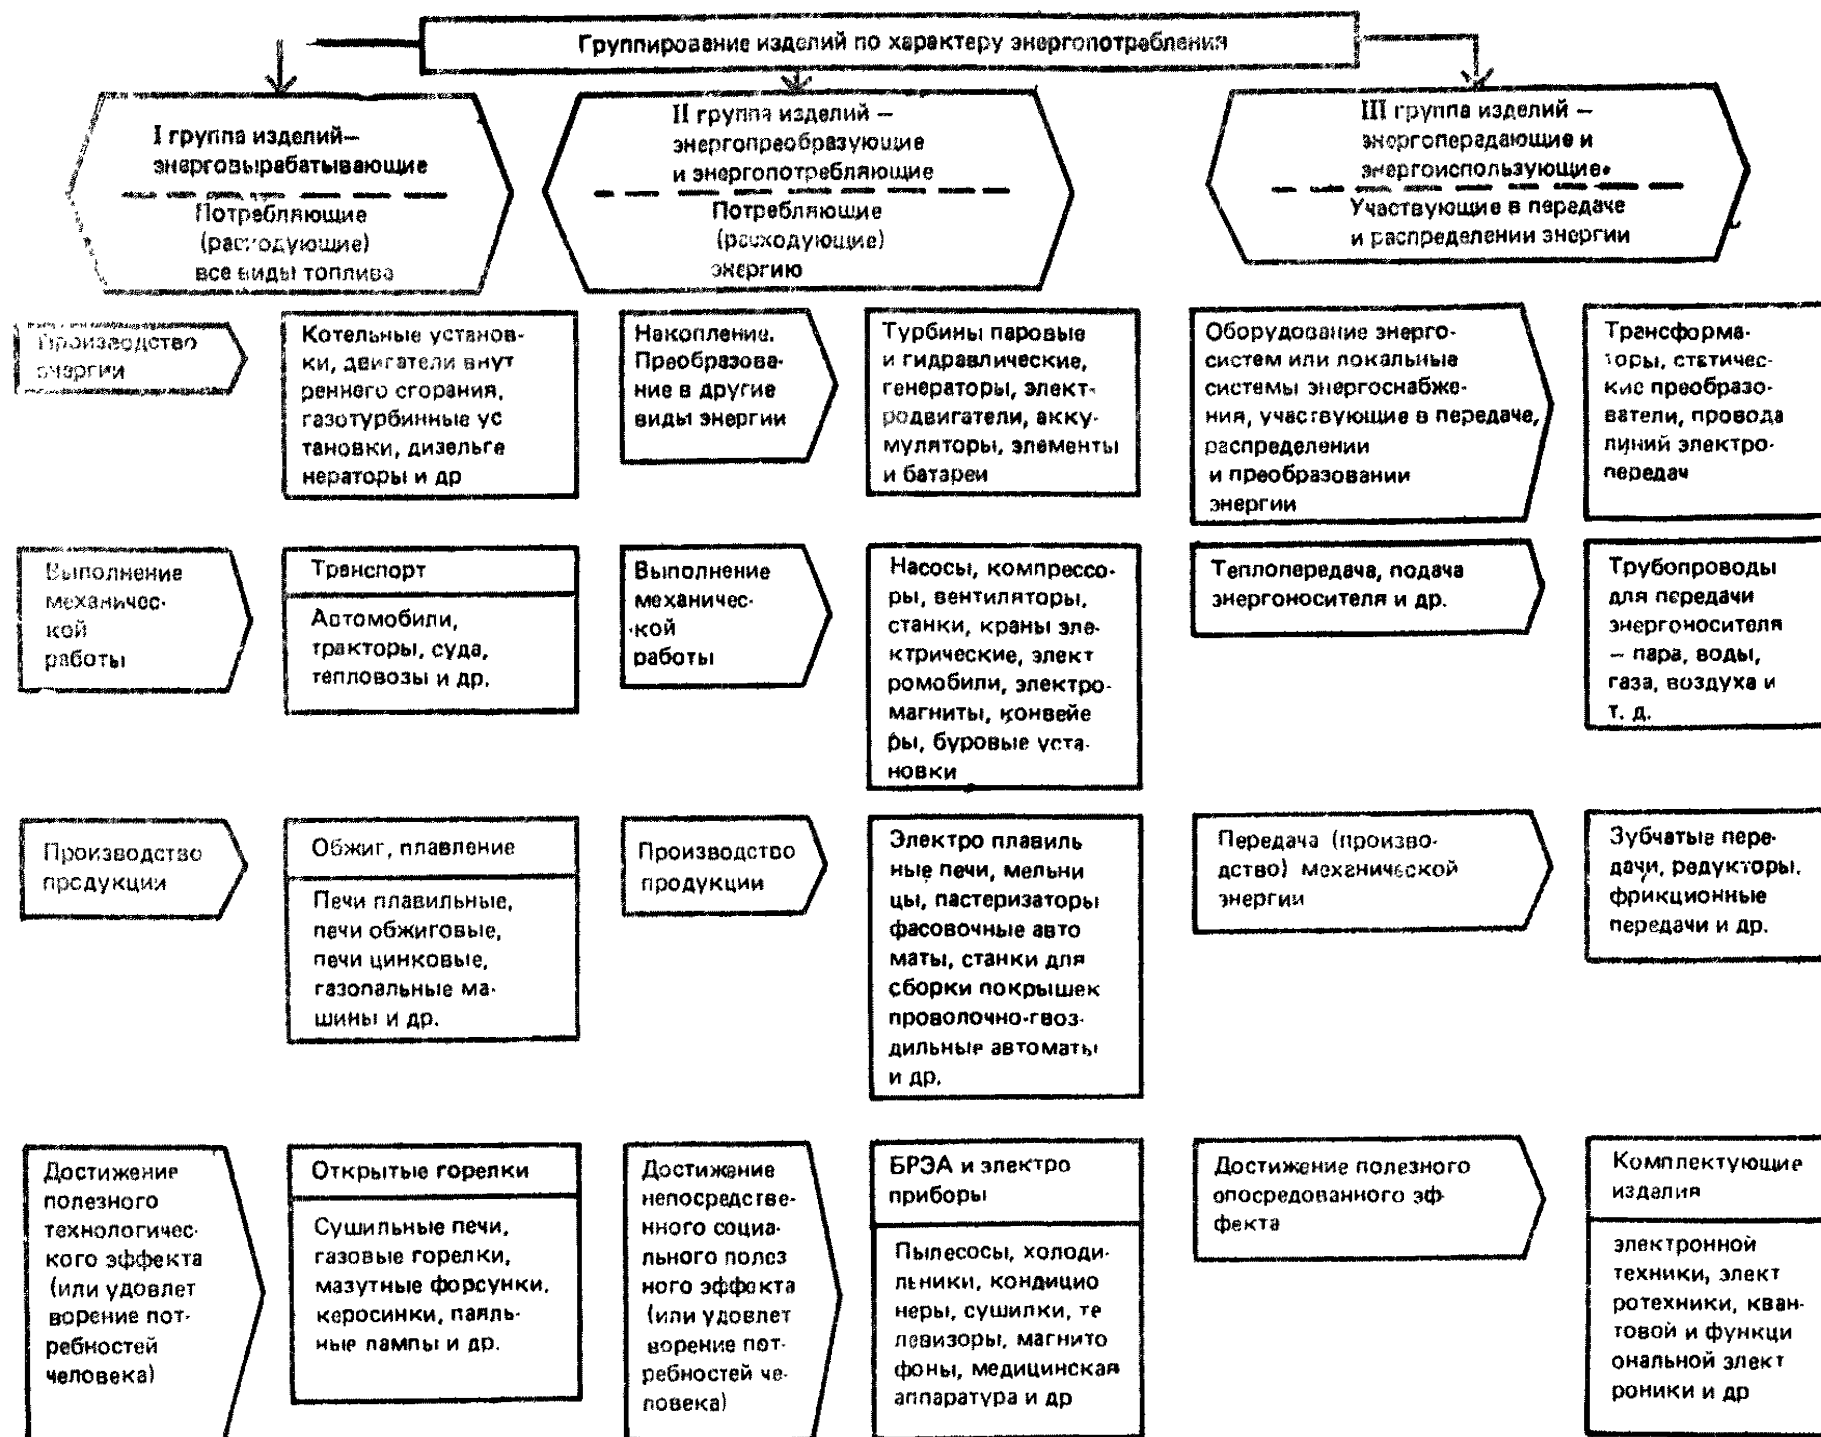 Группирование изделий по характеру энергопотребления
I группа изделий—
энерговырабатывающие
Потребляющие
(расходующие)
все виды топлива
II группа изделий —
энергопреобразующие
и энергопотребляющие
Потребляющие
(расходующие)
энергию
III группа изделий —
энергопередающие и
энергоиспользующие
Участвующие в передаче
и распределении энергии
Производство
энергии
Котельные установ-
ки, двигатели внут
реннего сгорания,
газотурбинные ус
тановки, дизельге
нераторы и др
Накопление.
Преобразова-
ние в другие
виды энергии
Турбины паровые
и гидравлические,
генераторы, элект-
родвигатели, акку-
муляторы, элементы
и батареи
Оборудование энерго-
систем или локальные
системы энергоснабже-
ния, участвующие в передаче,
распределении
и преобразовании
энергии
Трансформа-
торы, статичес-
кие преобразо-
ватели, провода
линий электро-
передач
Выполнение
механичес-
кой
работы
Транспорт
Автомобили,
тракторы, суда,
тепловозы и др.
Выполнение
механичес-
кой
работы
Насосы, компрессо-
ры, вентиляторы,
станки, краны эле-
ктрические, элект
ромобили, электро-
магниты, конвейе
ры, буровые уста-
новки
Теплопередача, подача
энергоносителя и др.
Трубопроводы
для передачи
энергоносителя
— пара, воды,
газа, воздуха и
т. д.
Производство
продукции
Обжиг, плавление
Печи плавильные,
печи обжиговые,
печи цинковые,
газопальные ма-
шины и др.
Производство
продукции
Электро плавиль
ные печи, мельни
цы, пастеризаторы
фасовочные авто
маты, станки для
сборки покрышек
проволочно-гвоз-
дильные автоматы
и др.
Передача (произво-
дство) механической
энергии
Зубчатые пере-
дачи, редукторы,
фрикционные
передачи и др.
Достижение
полезного
технологичес-
кого эффекта
(или удовлет
ворение пот-
ребностей
человека)
Открытые горелки
Сушильные печи,
газовые горелки,
мазутные форсунки,
керосинки, паяль-
ные лампы и др.
Достижение
непосредстве-
нного социа-
льного полез
ного эффекта
(или удовлет
ворение пот-
ребностей че-
ловека)
БРЭА и электро
приборы
Пылесосы, холоди-
льники, кондицио
неры, сушилки, те
левизоры, магнито
фоны, медицинская
аппаратура и др
Достижение полезного
опосредованного эф-
фекта
Комплектующие
изделия
электронной
техники, элект
ротехники, кван-
товой и функци
ональной элект
роники и др